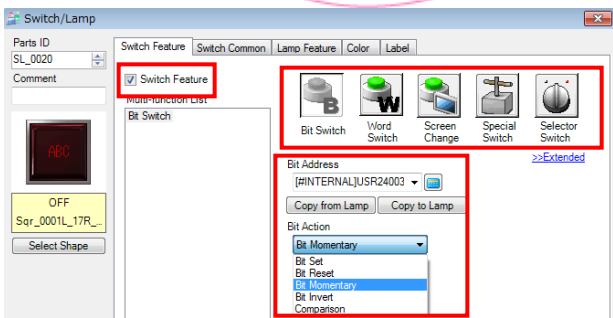 Switch/Lamp
Parts ID
SL_0020
Comment
ABC
OFF
Sqr_0001L_17R_...
Select Shape
Switch Feature Switch Common Lamp Feature Color Label
Switch Feature
Multi-function List
Bit Switch
Bit Switch
Word Switch
Screen Change
Special Switch
Selector Switch
>>Extended
Bit Address
[#INTERNAL]USR24003
Copy from Lamp Copy to Lamp
Bit Action
Bit Momentary
Bit Set
Bit Reset
Bit Momentary
Bit Invert
Comparison